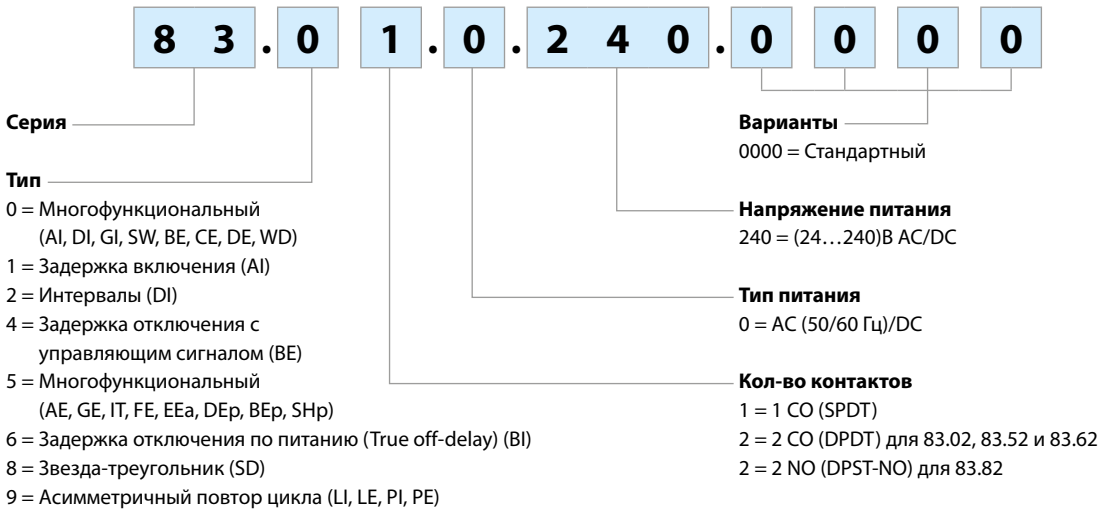 8 3 . 0 1 . 0 . 2 4 0 . 0 0 0 0
Серия
Тип
0 = Многофункциональный
(AI, DI, GI, SW, BE, CE, DE, WD)
1 = Задержка включения (AI)
2 = Интервалы (DI)
4 = Задержка отключения с
управляющим сигналом (BE)
5 = Многофункциональный
(AE, GE, IT, FE, EEa, DEp, BEp, SHp)
6 = Задержка отключения по питанию (True off-delay) (BI)
8 = Звезда-треугольник (SD)
9 = Асимметричный повтор цикла (LI, LE, PI, PE)
Варианты
0000 = Стандартный
Напряжение питания
240 = (24…240)В AC/DC
Тип питания
0 = AC (50/60 Гц)/DC
Кол-во контактов
1 = 1 CO (SPDT)
2 = 2 CO (DPDT) для 83.02, 83.52 и 83.62
2 = 2 NO (DPST-NO) для 83.82